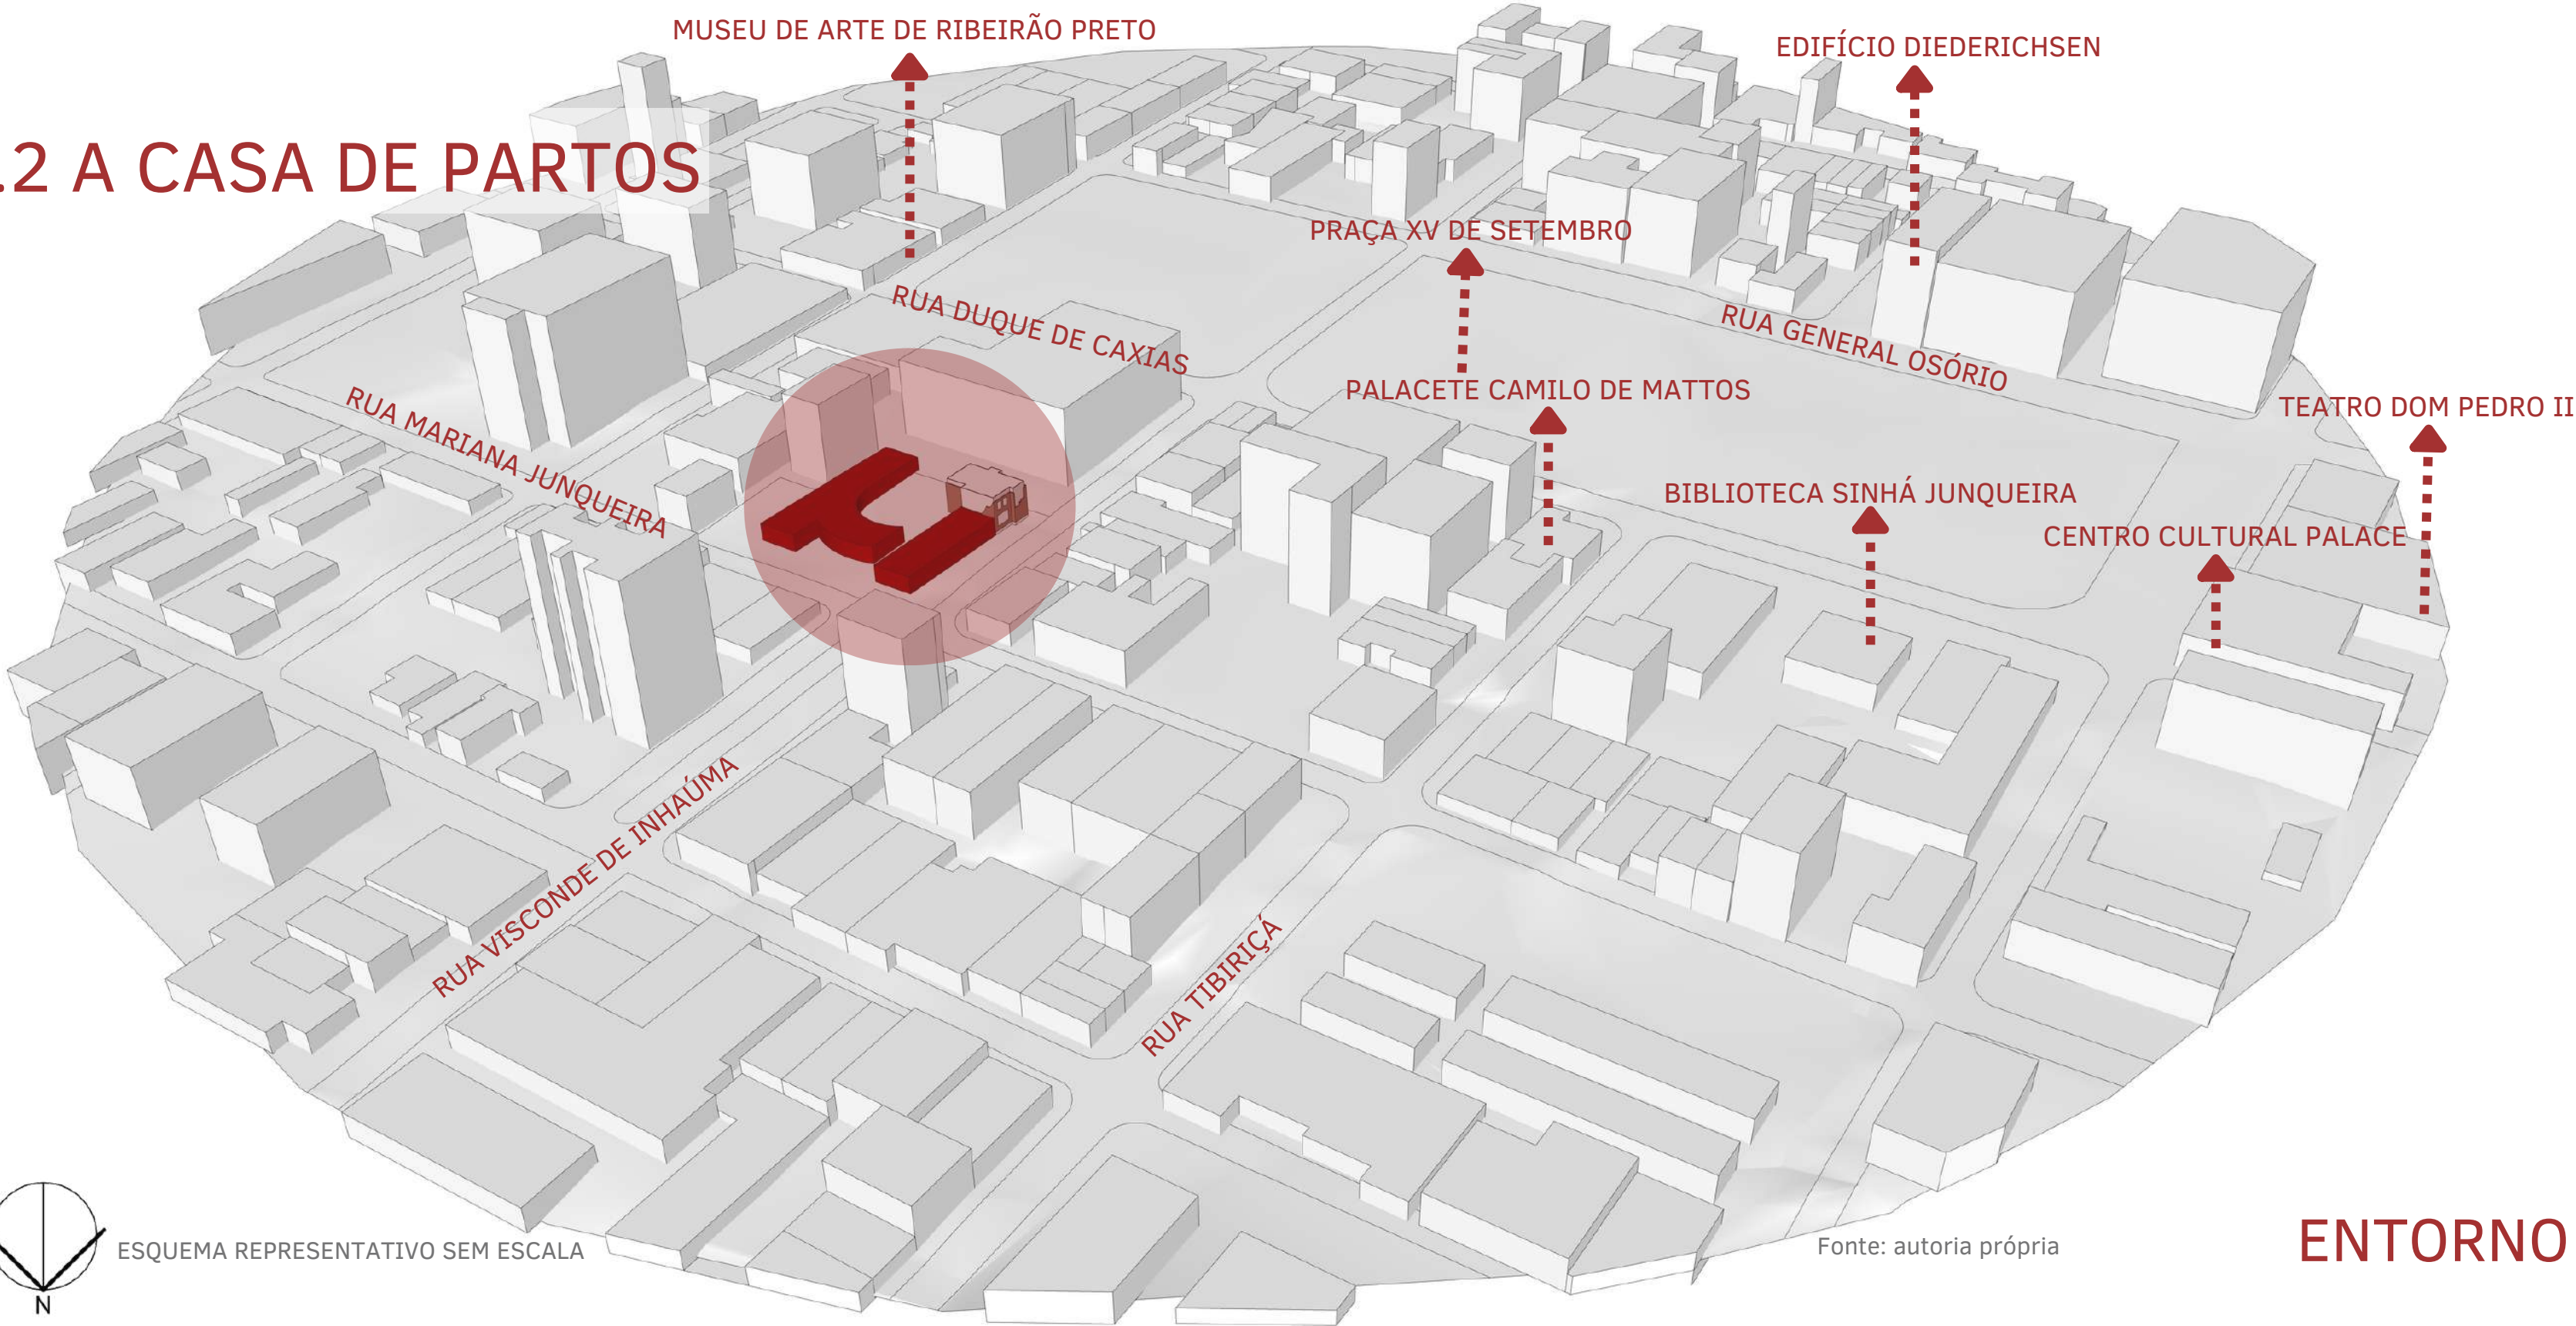 MUSEU DE ARTE DE RIBEIRÃO PRETO
EDIFÍCIO DIEDERICHSEN
.2 A CASA DE PARTOS
PRAÇA XV DE SETEMBRO
RUA DUQUE DE CAXIAS
RUA GENERAL OSÓRIO
PALACETE CAMILO DE MATTOS
TEATRO DOM PEDRO II
RUA MARIANA JUNQUEIRA
BIBLIOTECA SINHÁ JUNQUEIRA
CENTRO CULTURAL PALACE
RUA VISCONDE DE INHAÚMA
RUA TIBIRIÇÁ
ESQUEMA REPRESENTATIVO SEM ESCALA
N
Fonte: autoria própria
ENTORNO